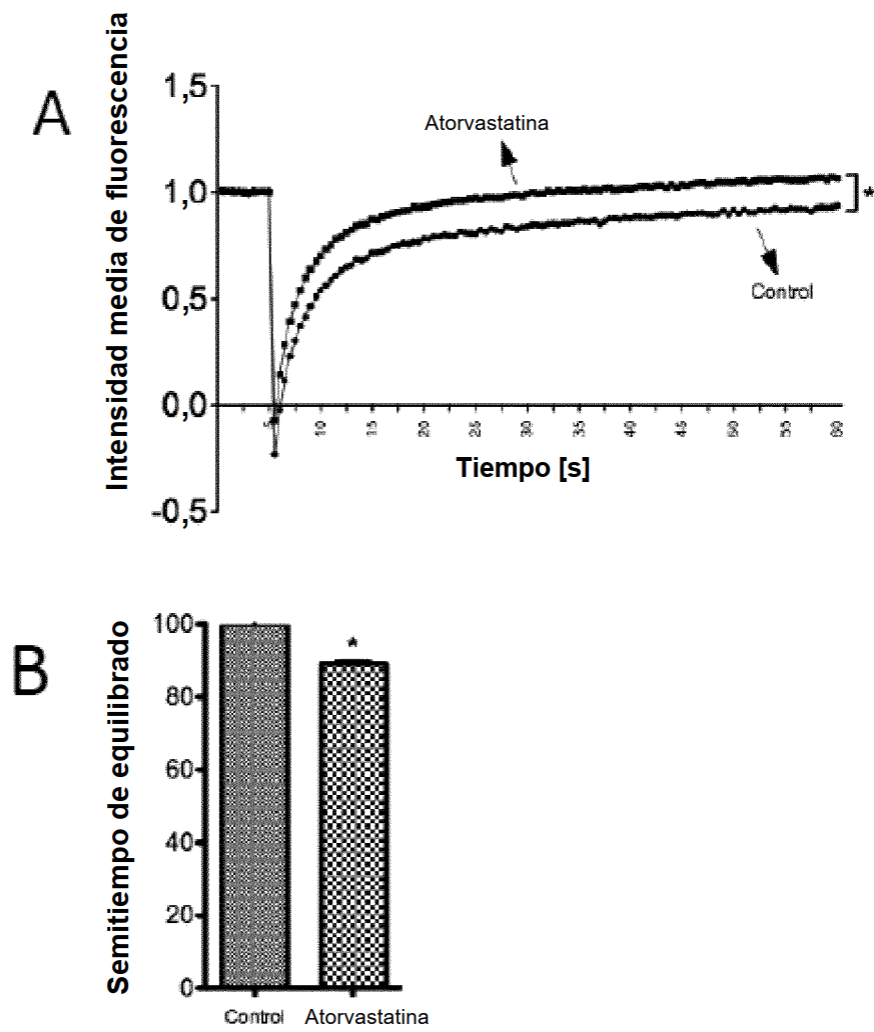 A
Intensidad media de fluorescencia
1,5
1,0
0,5
0,0
-0,5
Atorvastatina
*
Control
5 10 15 20 25 30 35 40 45 50 55 60
Tiempo [s]
B
Semitiempo de equilibrado
100
80
60
40
20
0
*
Control Atorvastatina